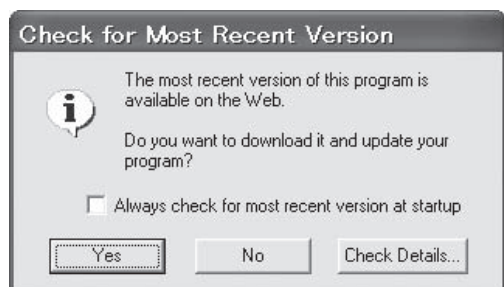 Check for Most Recent Version
The most recent version of this program is
available on the Web.
Do you want to download it and update your
program?
Always check for most recent version at startup
Yes
No
Check Details...